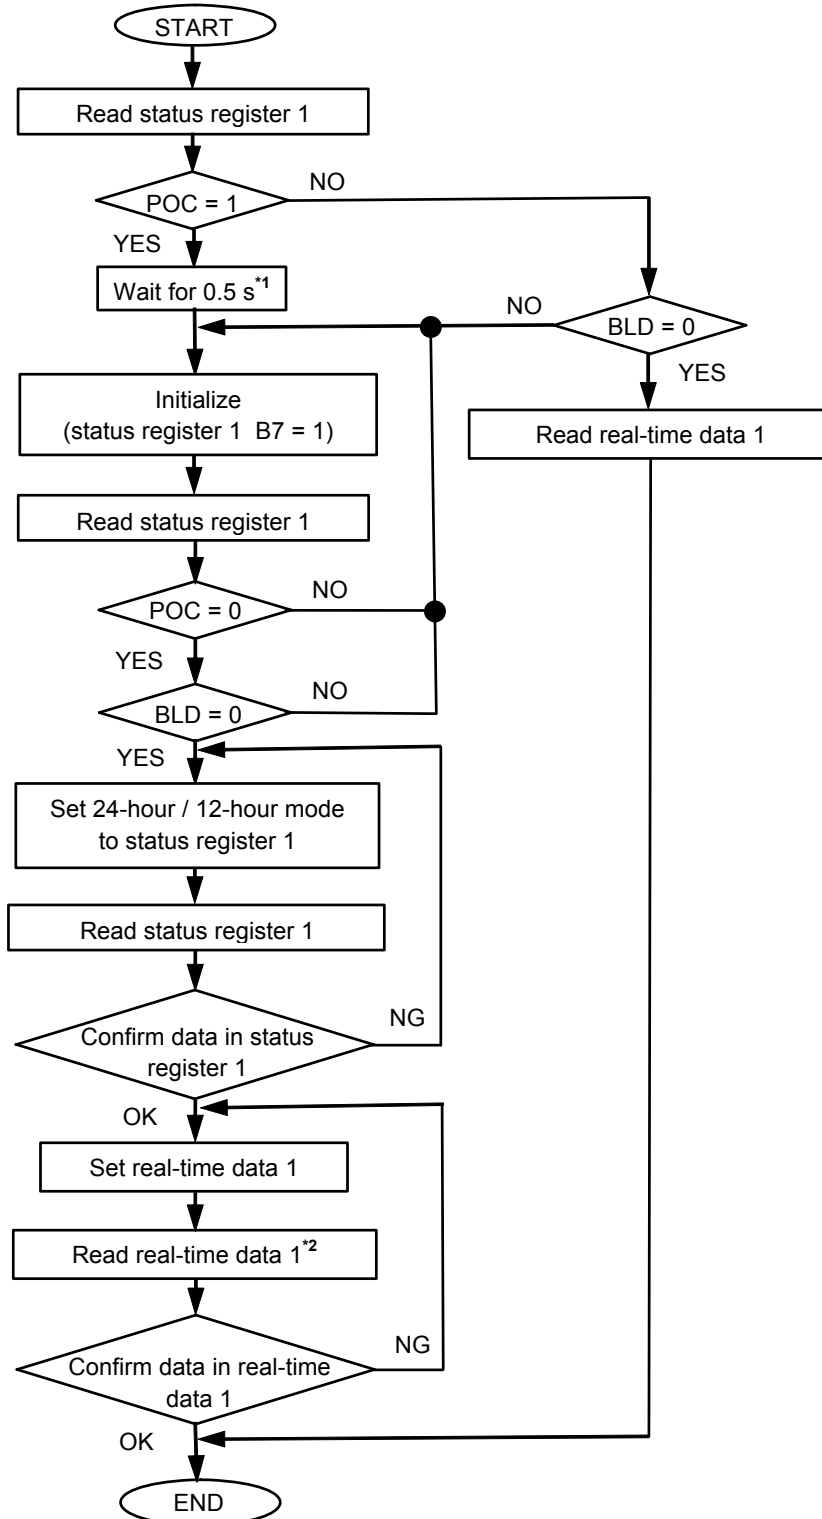 START
Read status register 1
POC = 1
NO
YES
Wait for 0.5 s*1
NO
BLD = 0
YES
Initialize
(status register 1  B7 = 1)
Read real-time data 1
Read status register 1
POC = 0
NO
YES
BLD = 0
NO
YES
Set 24-hour / 12-hour mode
to status register 1
Read status register 1
Confirm data in status
register 1
NG
OK
Set real-time data 1
Read real-time data 1*2
Confirm data in real-time
data 1
NG
OK
END